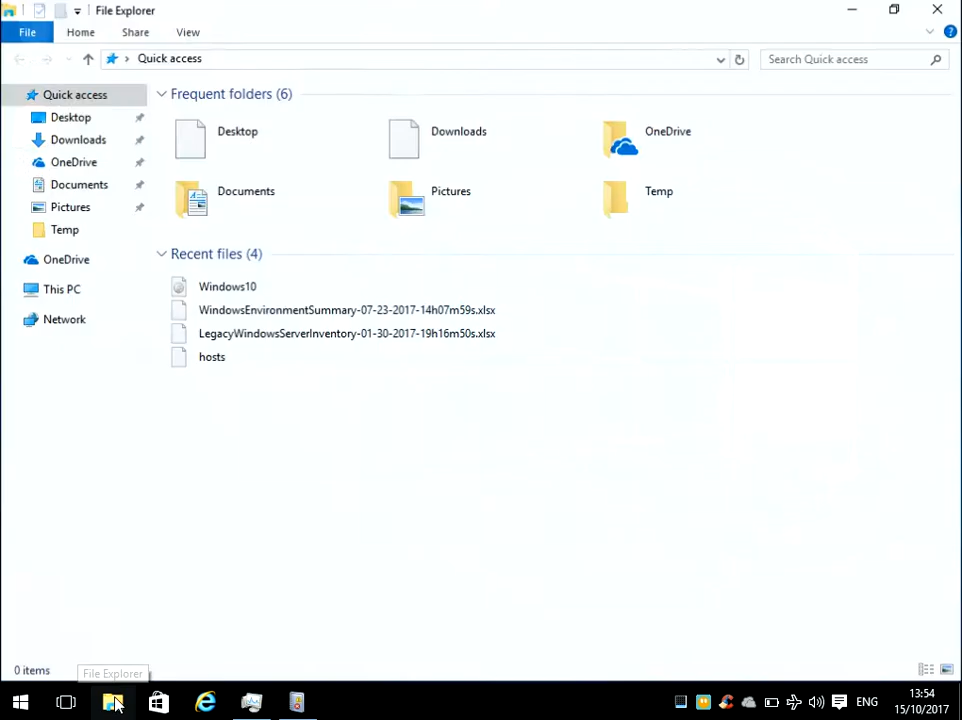 File Explorer
File Home Share View
Quick access Search Quick access
Quick access
Desktop
Downloads
OneDrive
Documents
Pictures
Temp
OneDrive
This PC
Network
Frequent folders (6)
Desktop Downloads OneDrive
Documents Pictures Temp
Recent files (4)
Windows10
WindowsEnvironmentSummary-07-23-2017-14h07m59s.xlsx
LegacyWindowsServerInventory-01-30-2017-19h16m50s.xlsx
hosts
0 items
File Explorer
ENG
13:54
15/10/2017